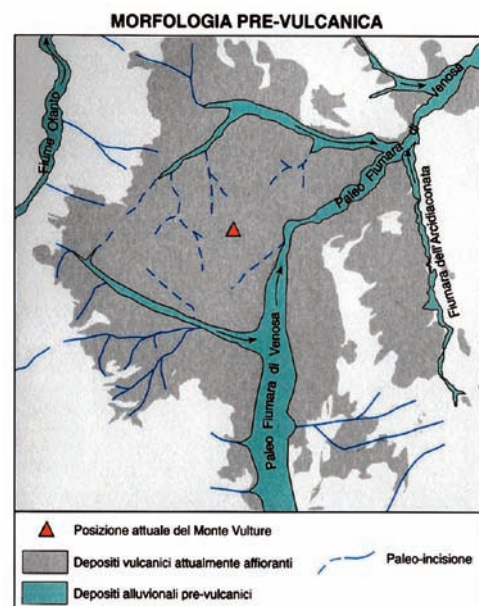 MORFOLOGIA PRE-VULCANICA
Fiume Ofanto
Paleo Fiumara di Venosa
Fiumara dell'Arcidiaconata
Paleo Fiumara di Venosa
Posizione attuale del Monte Vulture
Depositi vulcanici attualmente affioranti
Paleo-incisione
Depositi alluvionali pre-vulcanici